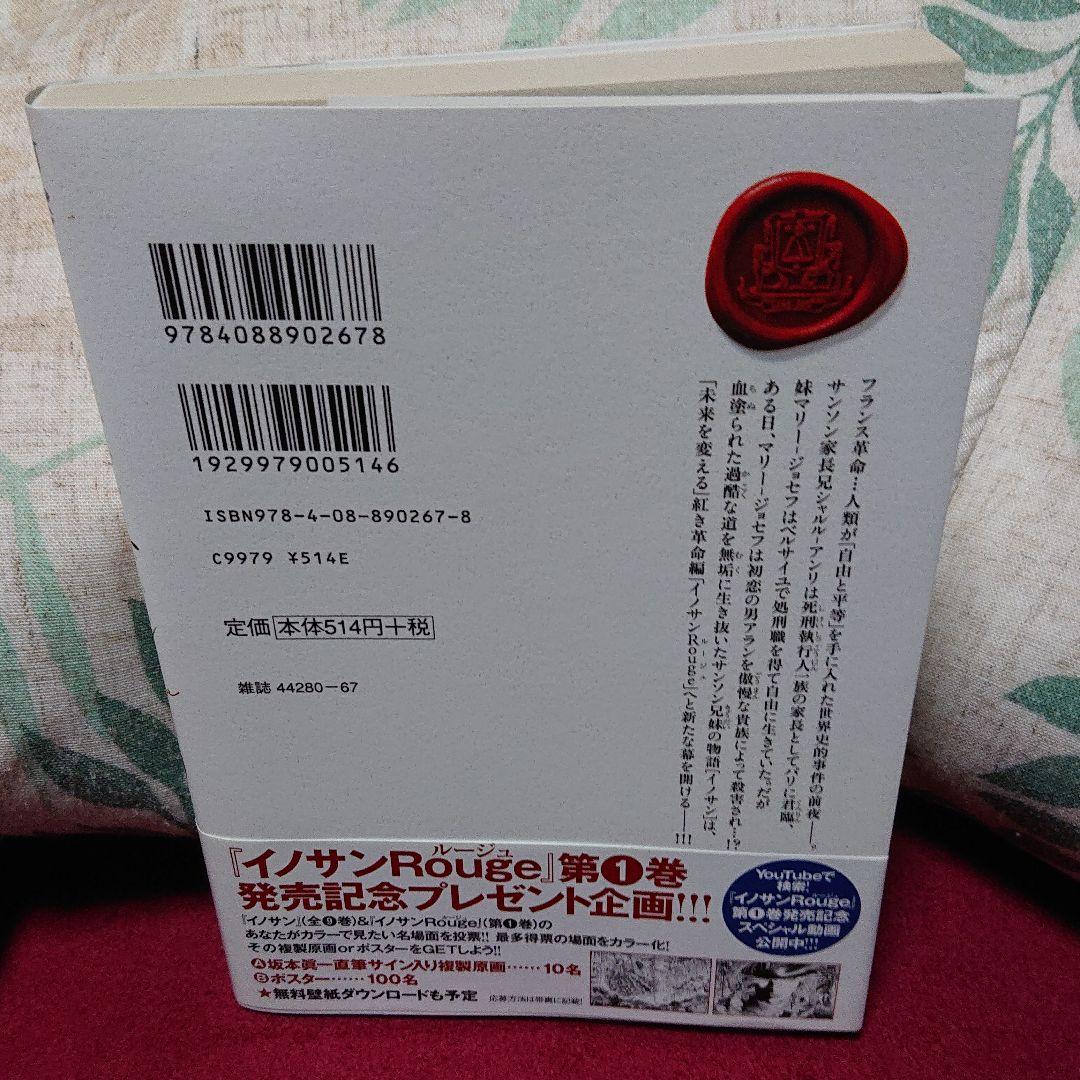 9784088902678
1929979005146
ISBN978-4-08-890267-8
C9979 ¥514E
定価 本体514円+税
雑誌 44280-67
フランス革命…人類が「自由と平等」を手に入れた世界史的事件の前夜――。
サンソン家長兄シャルル-アンリは死刑執行人一族の家長としてパリに君臨、
妹マリー-ジョセフはベルサイユで処刑職を得て自由に生きていた。だが
ある日、マリー-ジョセフは初恋の男アランを傲慢な貴族によって殺害され…?!
血塗られた過酷な道を無垢に生き抜いたサンソン兄妹の物語『イノサン』は、
「未来を変える」紅き革命編『イノサンRouge』へと新たな幕を開ける――!!!
ルージュ
『イノサンRouge』第1巻
発売記念プレゼント企画!!!
『イノサン』(全9巻)&『イノサンRouge』(第1巻)の
あなたがカラーで見たい名場面を投票!! 最多得票の場面をカラー化!
その複製原画orポスターをGETしよう!!
A坂本眞一直筆サイン入り複製原画……10名
Bポスター……100名
★無料壁紙ダウンロードも予定
応募方法は帯裏に記載!
YouTubeで
検索!
『イノサンRouge』
第1巻発売記念
スペシャル動画
公開中!!!